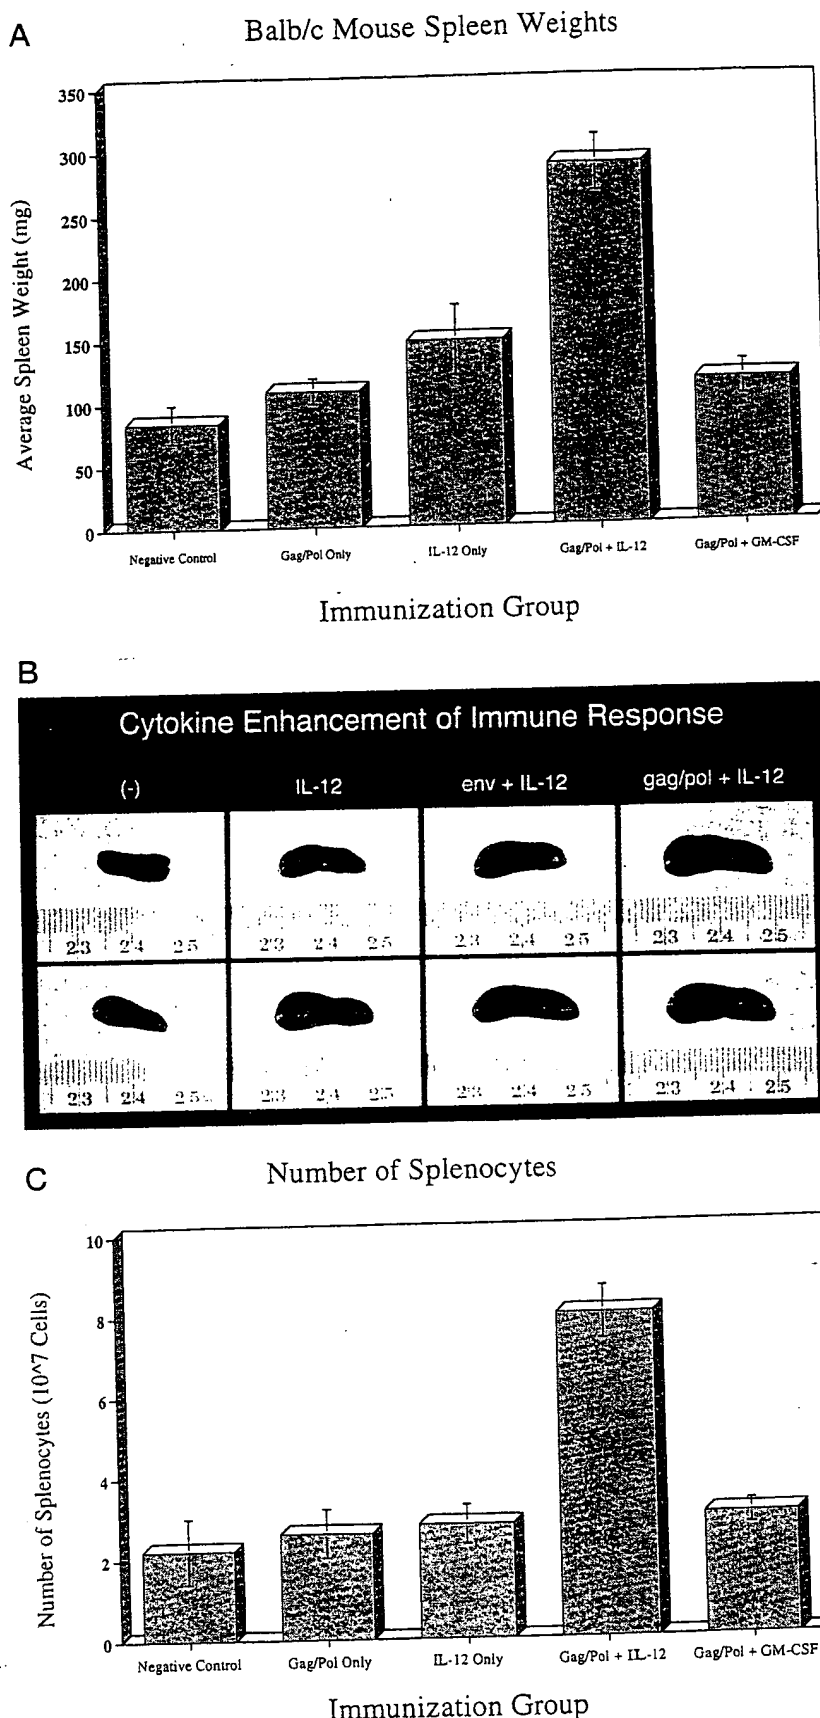 A
Balb/c Mouse Spleen Weights
Average Spleen Weight (mg)
350
300
250
200
150
100
50
0
Negative Control
Gag/Pol Only
IL-12 Only
Gag/Pol + IL-12
Gag/Pol + GM-CSF
Immunization Group
B
Cytokine Enhancement of Immune Response
(-)
IL-12
env + IL-12
gag/pol + IL-12
23 24 25
23 24 25
23 24 25
23 24 25
23 24 25
23 24 25
23 24 25
23 24 25
C
Number of Splenocytes
Number of Splenocytes (10^7 Cells)
10
8
6
4
2
0
Negative Control
Gag/Pol Only
IL-12 Only
Gag/Pol + IL-12
Gag/Pol + GM-CSF
Immunization Group